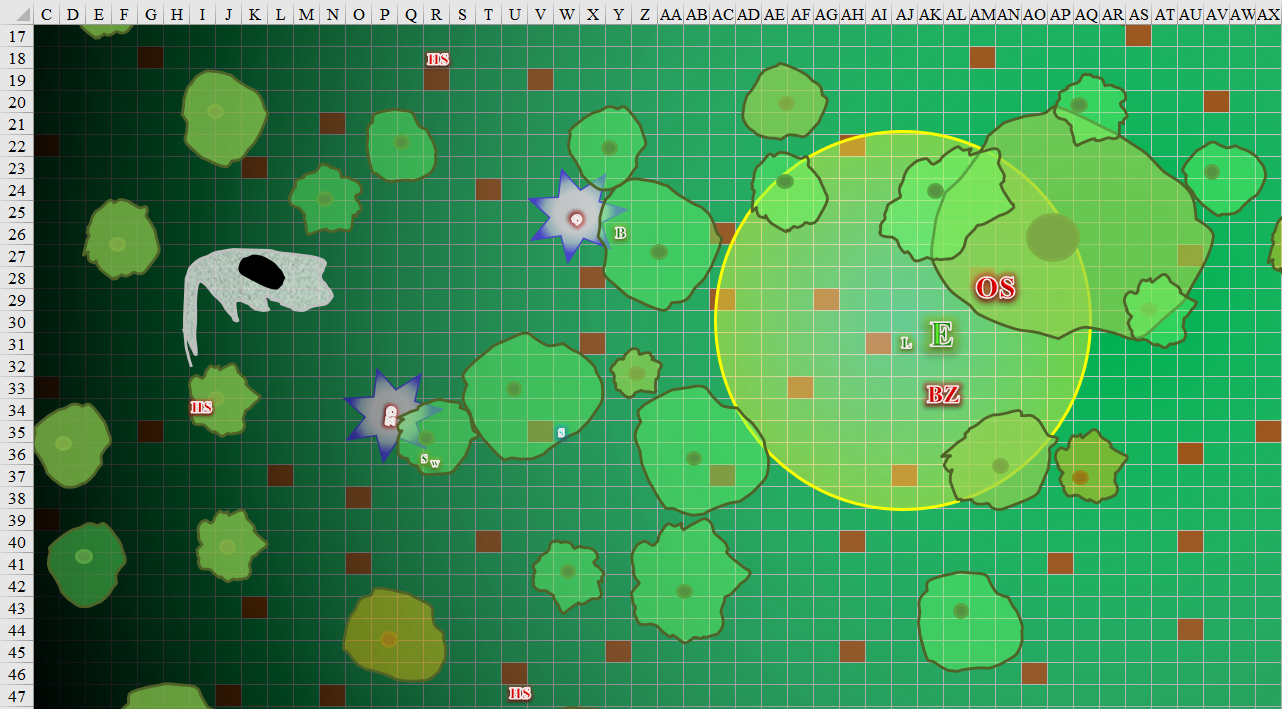 C D E F G H I J K L M N O P Q R S T U V W X Y Z AA AB AC AD AE AF AG AH AI AJ AK AL AM AN AO AP AQ AR AS AT AU AV AW AX
17
18 HS
19
20
21
22
23
24
25
26 B
27
28
29 OS
30
31 L E
32
33
34 HS BZ
35 S
36 S W
37
38
39
40
41
42
43
44
45
46
47 HS